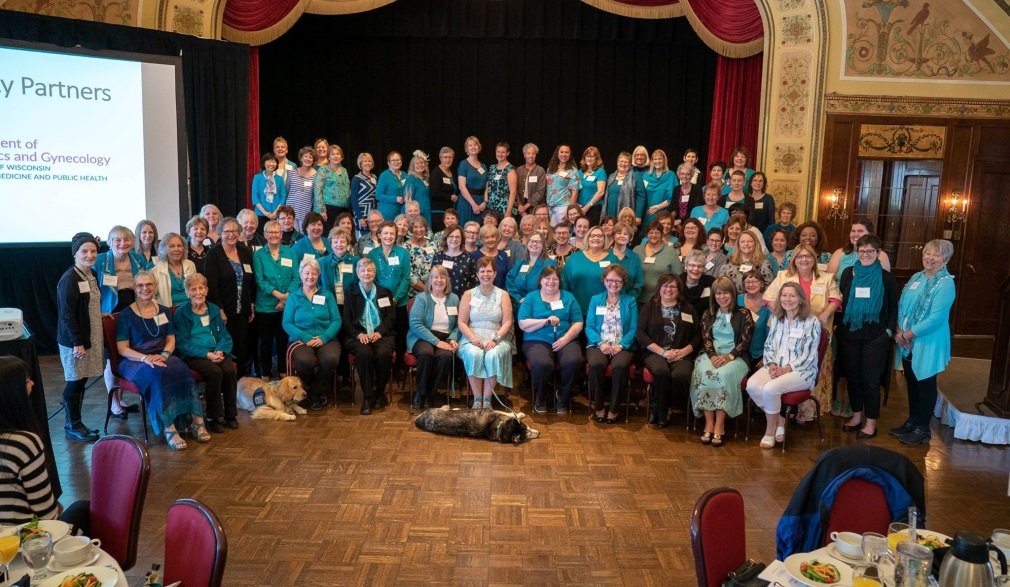 y Partners
ent of
cs and Gynecology
OF WISCONSIN
EDICINE AND PUBLIC HEALTH